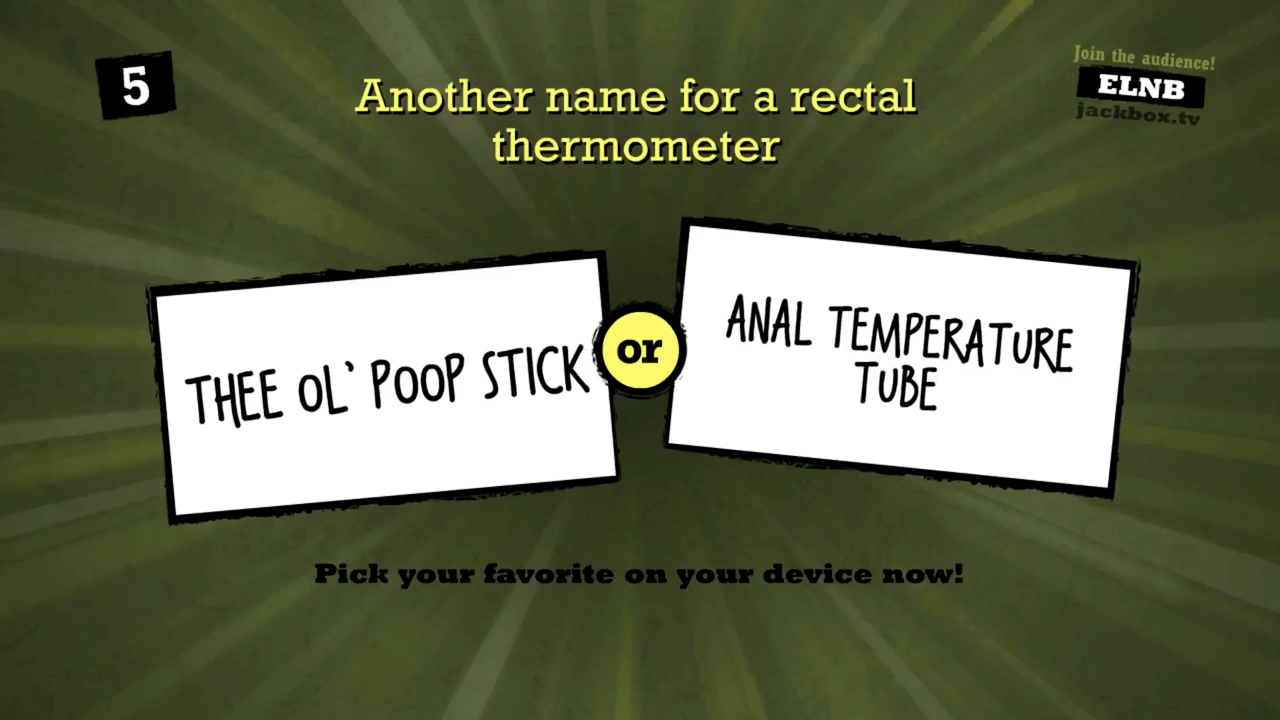 5
Another name for a rectal
thermometer
Join the audience!
ELNB
jackbox.tv
THEE OL' POOP STICK
or
ANAL TEMPERATURE
TUBE
Pick your favorite on your device now!